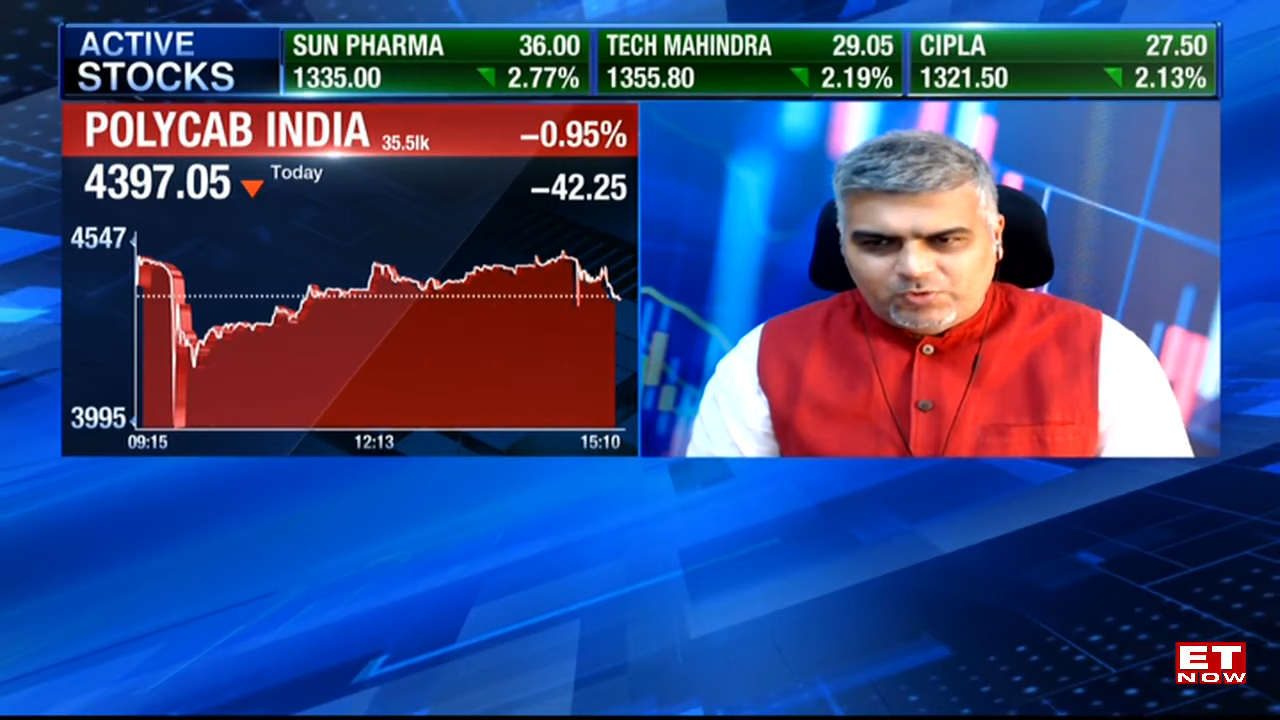 ACTIVE
STOCKS
SUN PHARMA 36.00
1335.00 2.77%
TECH MAHINDRA 29.05
1355.80 2.19%
CIPLA 27.50
1321.50 2.13%
POLYCAB INDIA 35.5lk −0.95%
4397.05 Today −42.25
4547
3995
09:15 12:13 15:10
ET
NOW